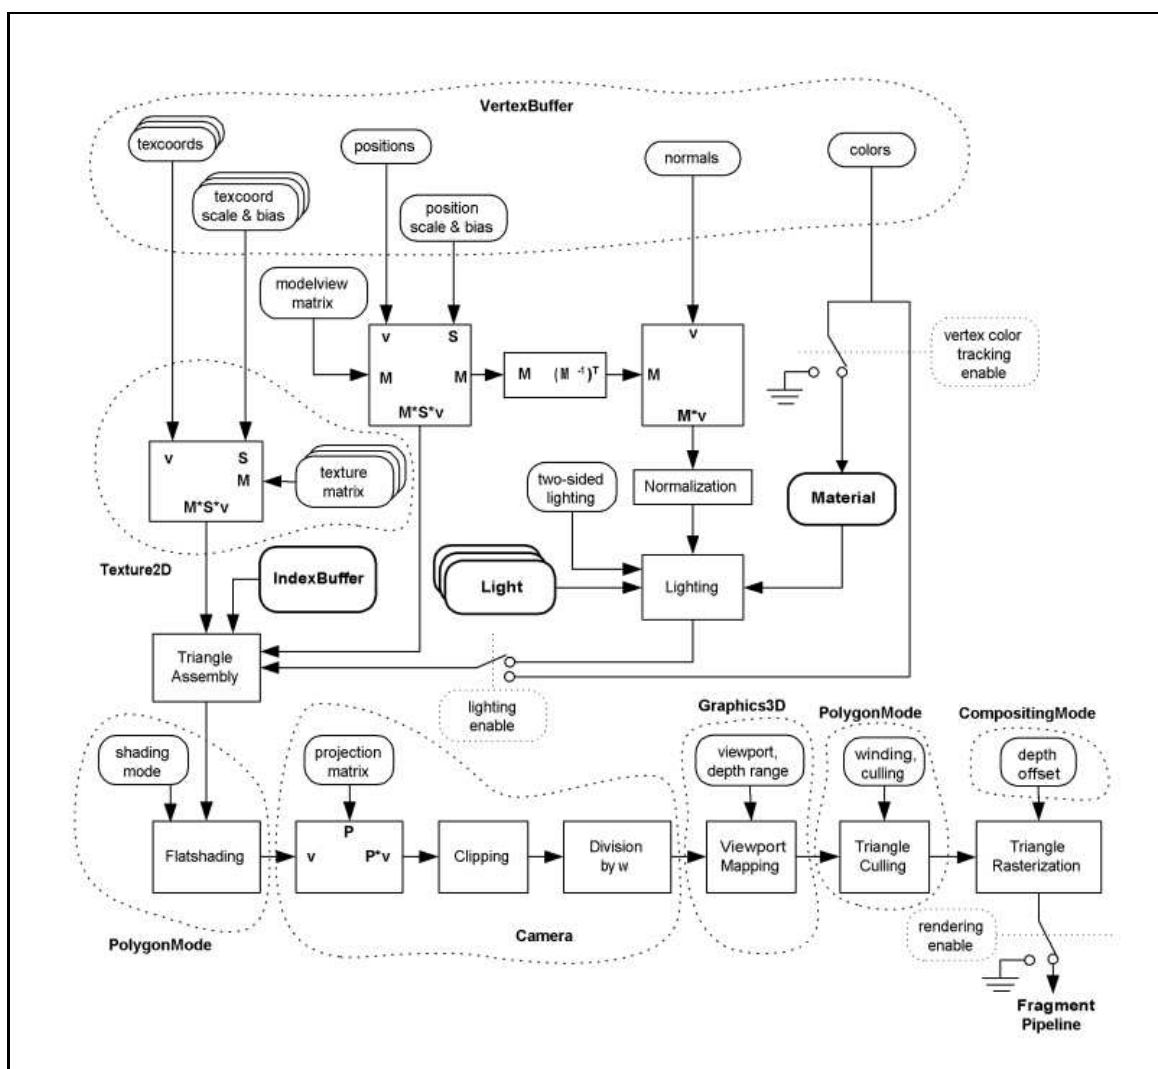 VertexBuffer
texcoords
positions
normals
colors
texcoord
scale & bias
position
scale & bias
modelview
matrix
v
S
M
M
M*S*v
M (M⁻¹)ᵀ
v
M
M*v
vertex color
tracking
enable
v
S
M
M*S*v
texture
matrix
two-sided
lighting
Normalization
Material
Texture2D
IndexBuffer
Light
Lighting
Triangle
Assembly
lighting
enable
Graphics3D
PolygonMode
CompositingMode
shading
mode
projection
matrix
viewport,
depth range
winding,
culling
depth
offset
Flatshading
P
v
P*v
Clipping
Division
by w
Viewport
Mapping
Triangle
Culling
Triangle
Rasterization
PolygonMode
Camera
rendering
enable
Fragment
Pipeline